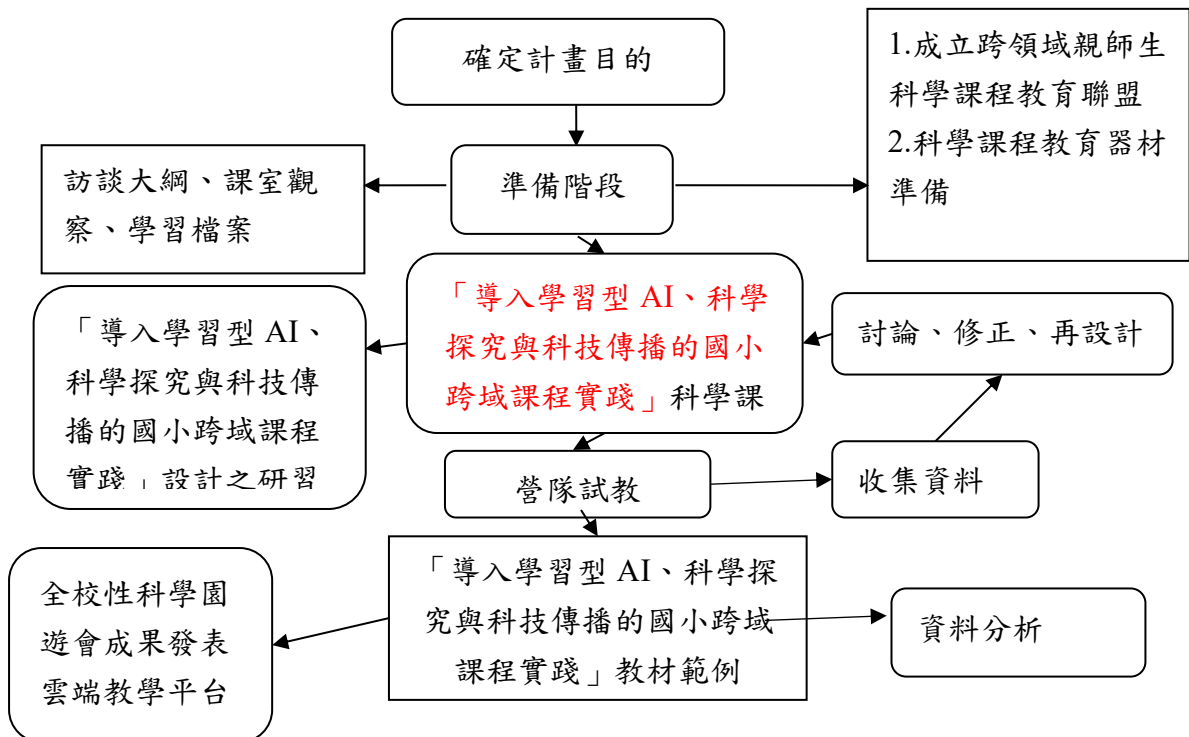 確定計畫目的
1.成立跨領域親師生
科學課程教育聯盟
2.科學課程教育器材
準備
訪談大綱、課室觀
察、學習檔案
準備階段
「導入學習型 AI、
科學探究與科技傳
播的國小跨域課程
實踐」設計之研習
「導入學習型 AI、科學
探究與科技傳播的國小
跨域課程實踐」科學課
討論、修正、再設計
營隊試教
收集資料
全校性科學園
遊會成果發表
雲端教學平台
「導入學習型 AI、科學探
究與科技傳播的國小跨域
課程實踐」教材範例
資料分析